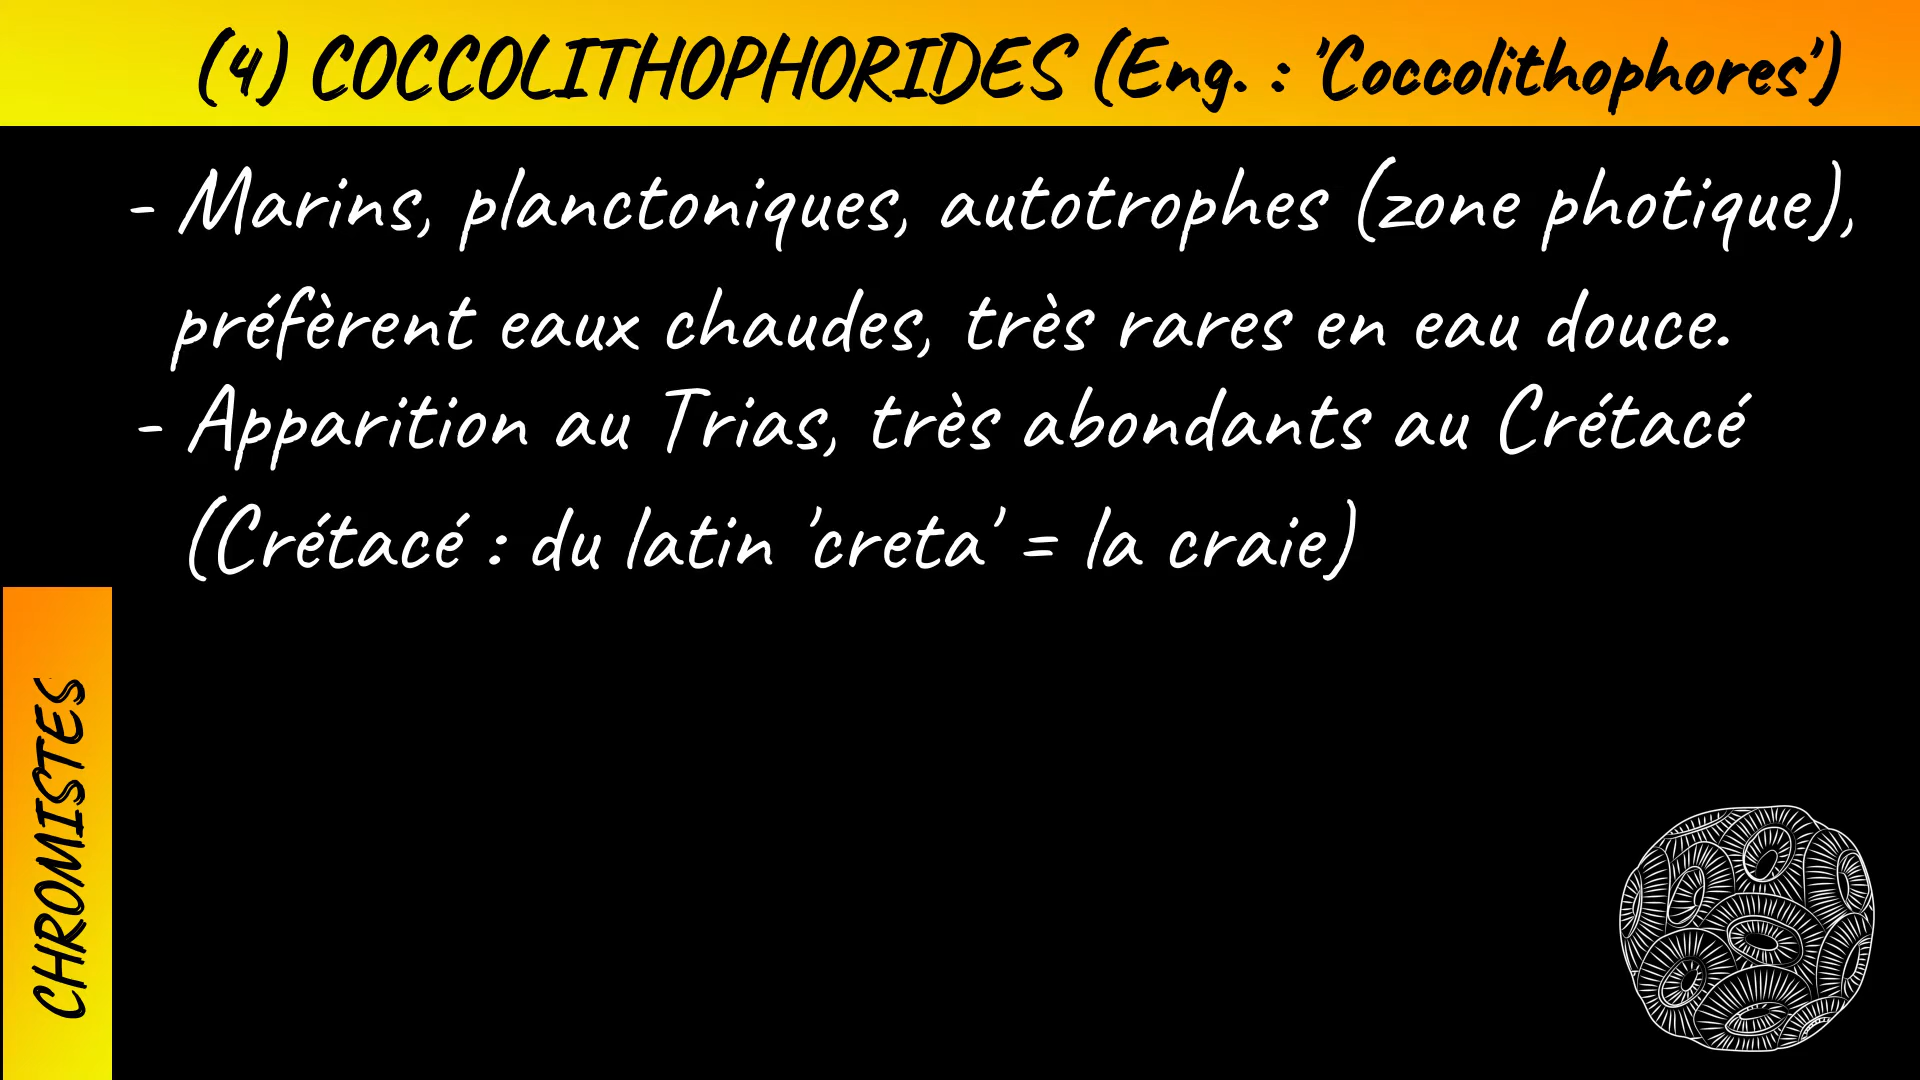 (4) COCCOLITHOPHORIDES (Eng. : 'Coccolithophores')
- Marins, planctoniques, autotrophes (zone photique),
préfèrent eaux chaudes, très rares en eau douce.
- Apparition au Trias, très abondants au Crétacé
(Crétacé : du latin 'creta' = la craie)
CHROMISTES